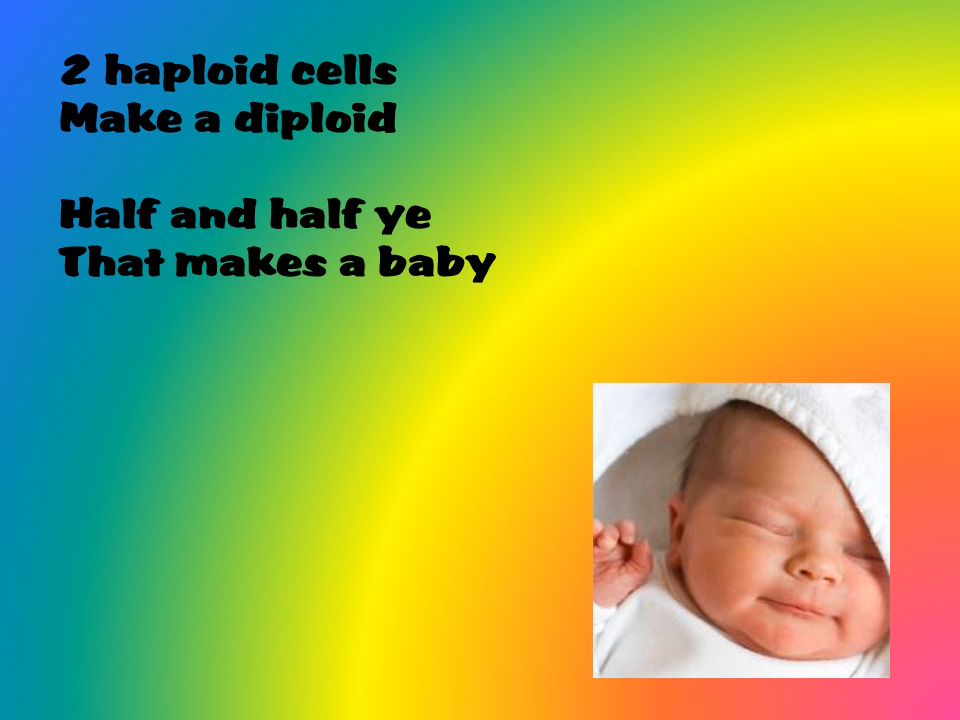 2 haploid cells
Make a diploid
Half and half ye
That makes a baby